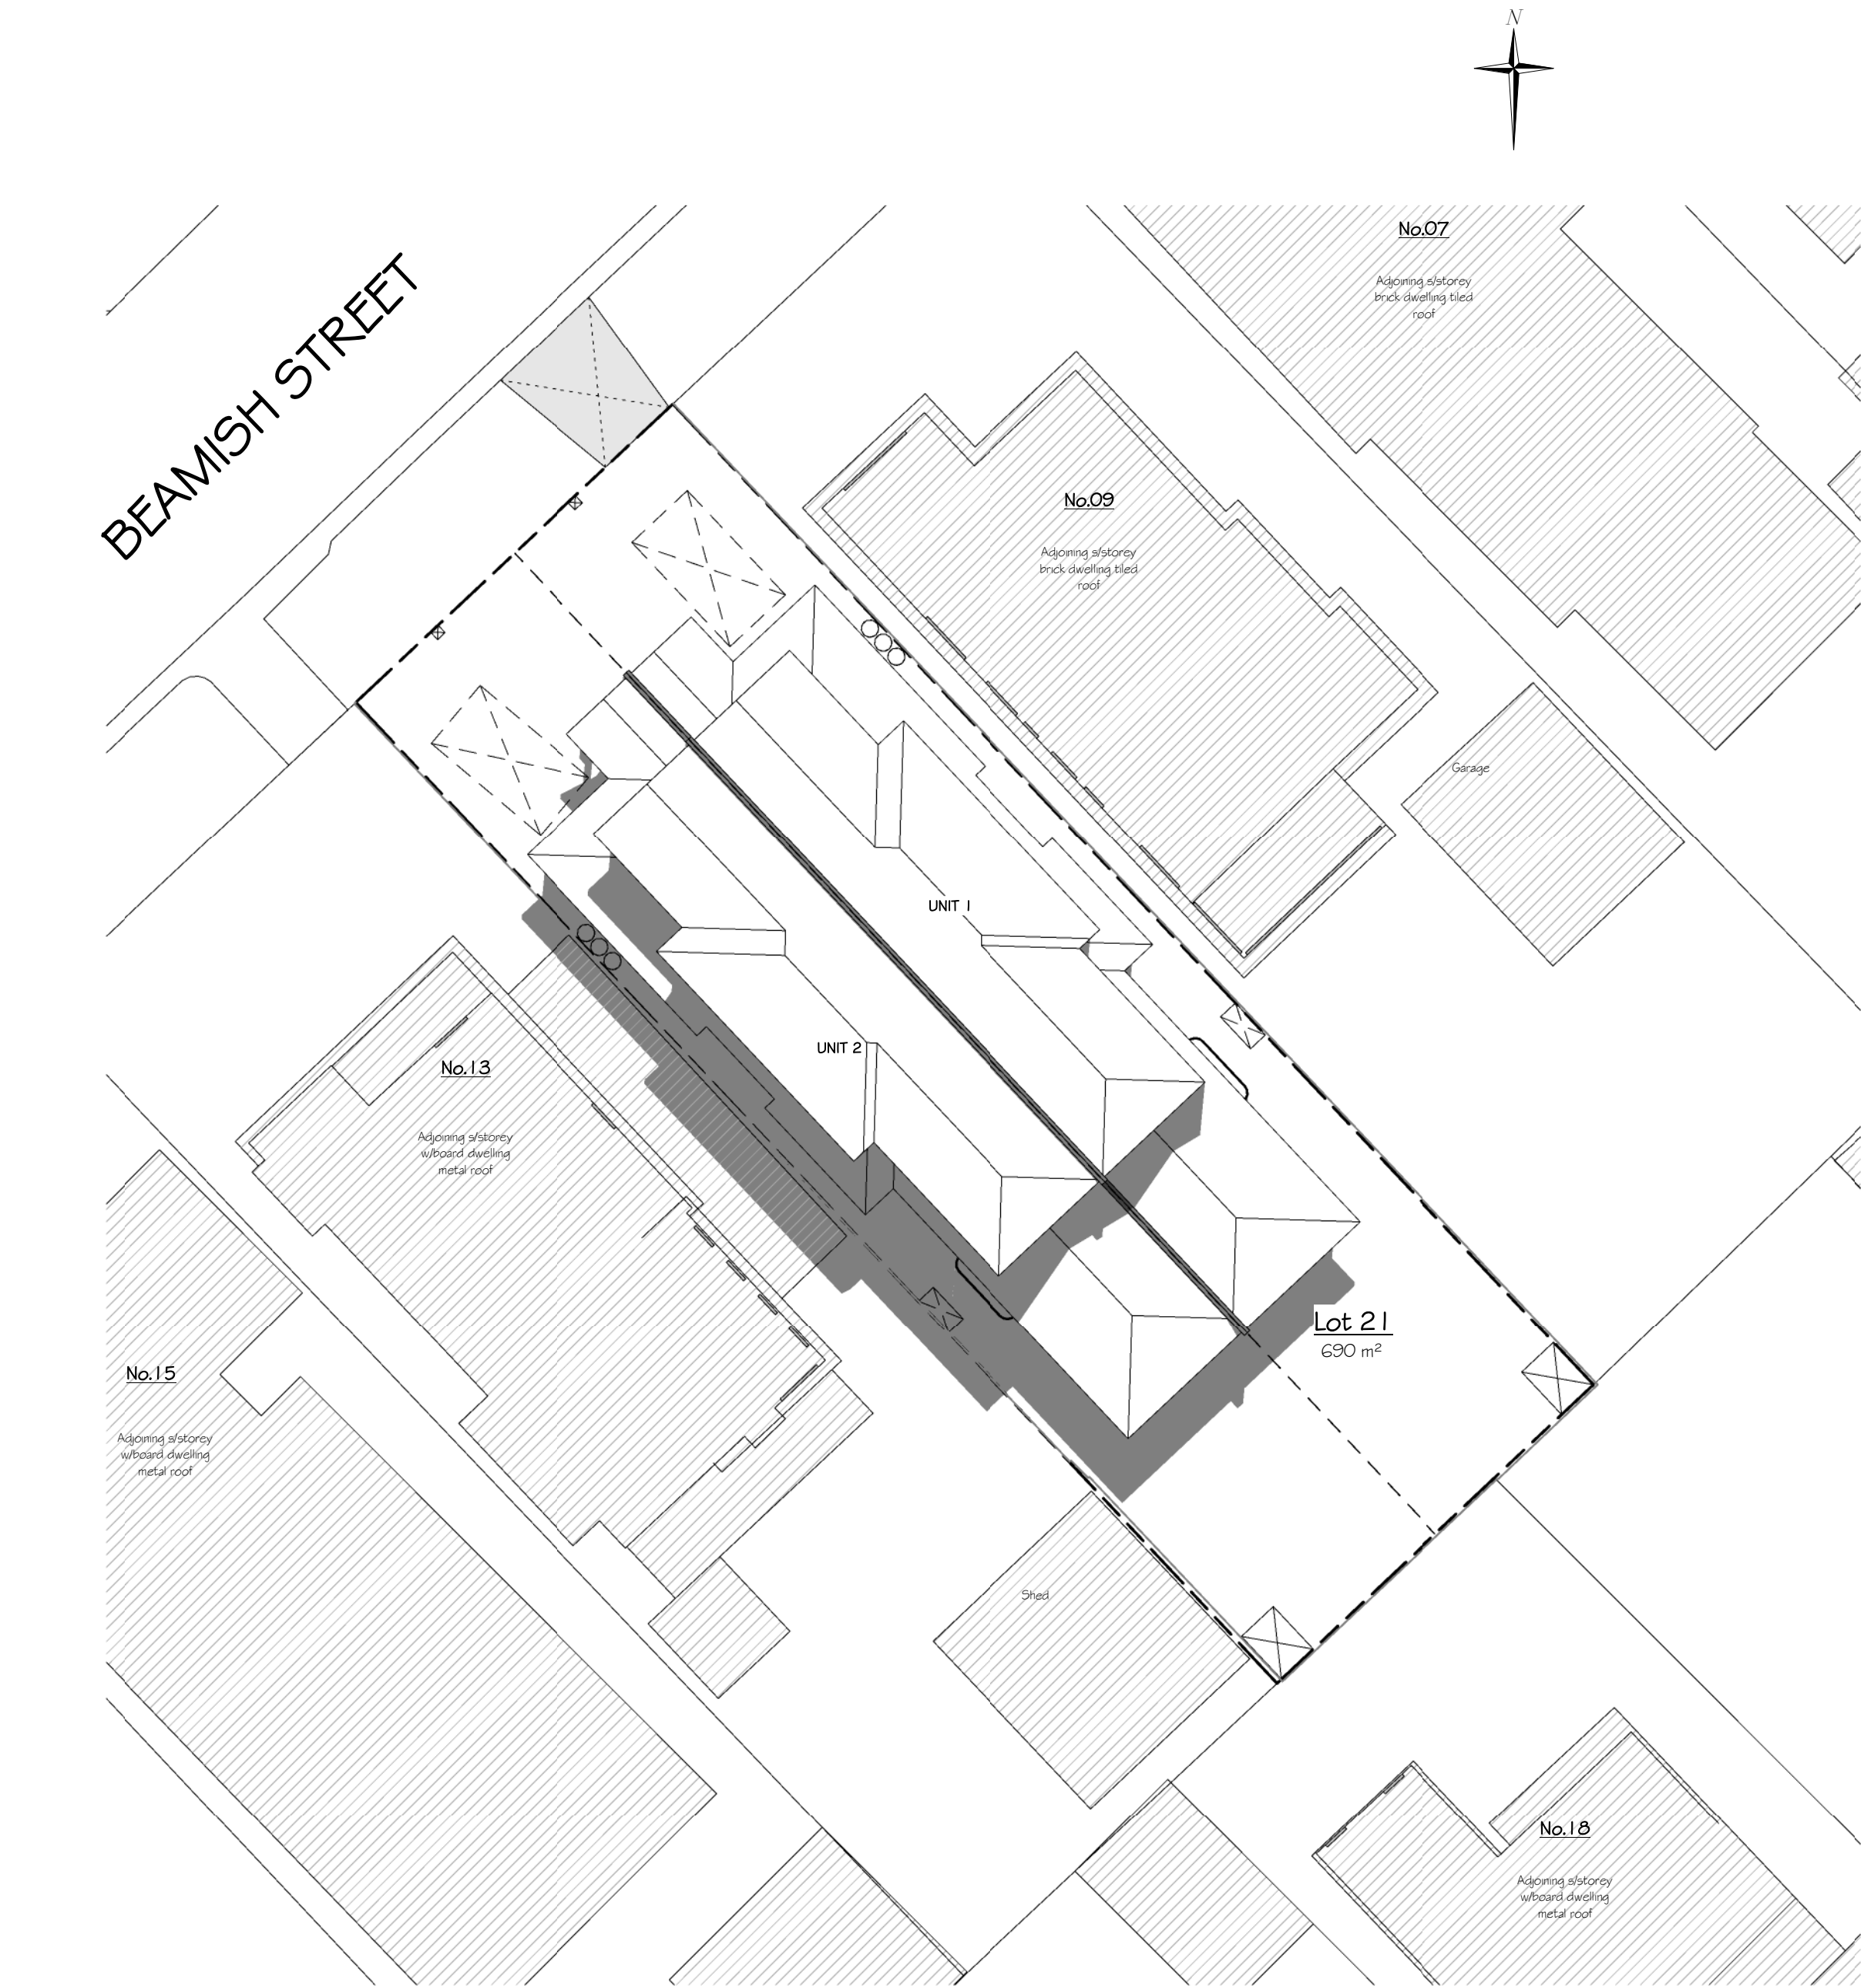 N
BEAMISH STREET
No.07
Adjoining s/storey
brick dwelling tiled
roof
No.09
Adjoining s/storey
brick dwelling tiled
roof
Garage
UNIT 1
UNIT 2
No.13
Adjoining s/storey
w/board dwelling
metal roof
Lot 21
690 m²
No.15
Adjoining s/storey
w/board dwelling
metal roof
Shed
No.18
Adjoining s/storey
w/board dwelling
metal roof